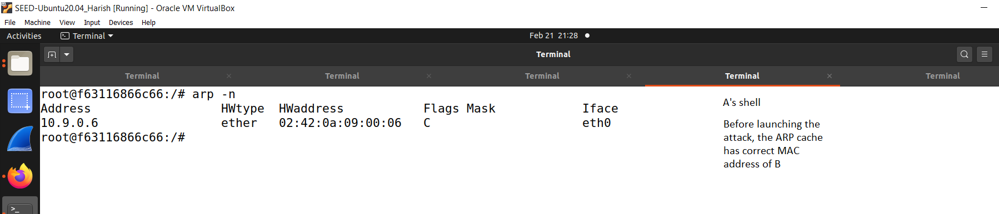 SEED-Ubuntu20.04_Harish [Running] - Oracle VM VirtualBox
File Machine View Input Devices Help
Activities Terminal Feb 21 21:28
Terminal
Terminal Terminal Terminal Terminal Terminal
root@f63116866c66:/# arp -n
Address HWtype HWaddress Flags Mask Iface
10.9.0.6 ether 02:42:0a:09:00:06 C eth0
root@f63116866c66:/#
A's shell
Before launching the
attack, the ARP cache
has correct MAC
address of B